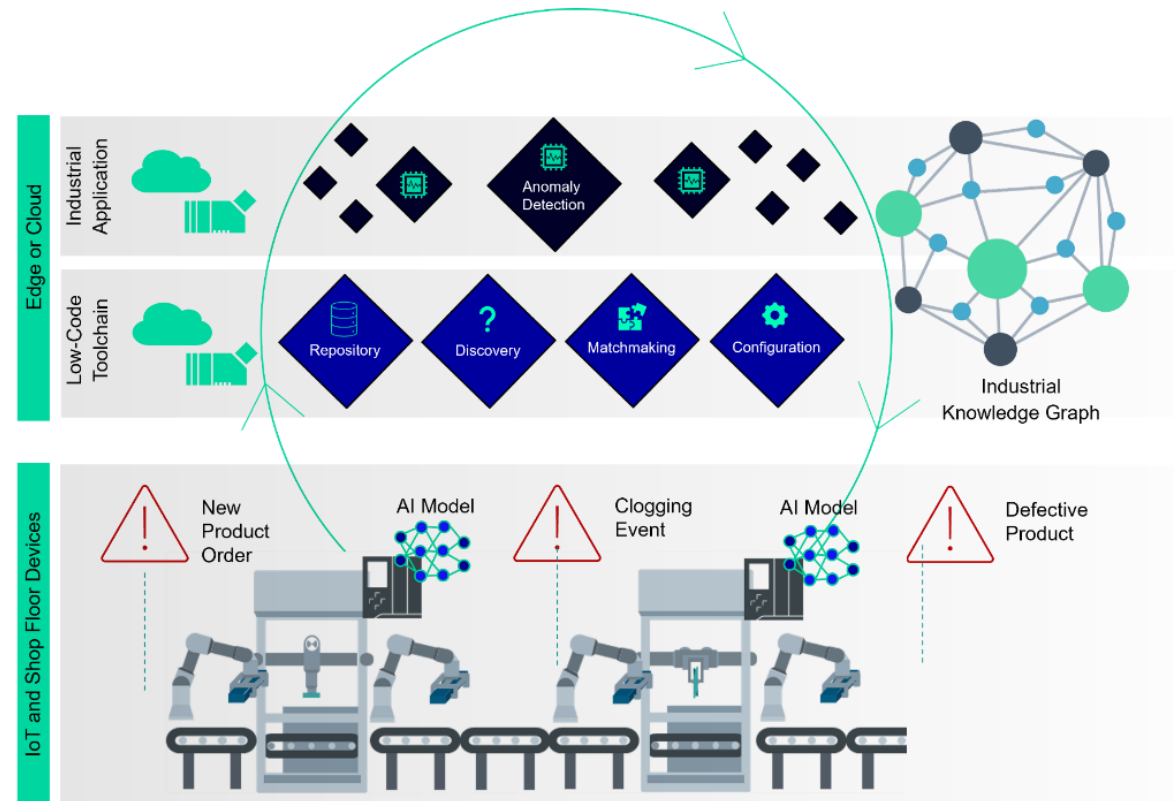 Edge or Cloud
Industrial
Application
Anomaly
Detection
Low-Code
Toolchain
Repository
Discovery
Matchmaking
Configuration
Industrial
Knowledge Graph
IoT and Shop Floor Devices
New
Product
Order
AI Model
Clogging
Event
AI Model
Defective
Product